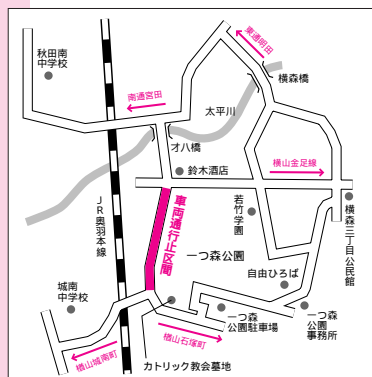 東通明田
秋田南
中学校
横森橋
南通宮田
太平川
オ八橋
鈴木酒店
横山金足線
JR奥羽本線
車両通行止区間
若竹学園
横森三丁目公民館
一つ森公園
自由ひろば
城南
中学校
一つ森
公園駐車場
一つ森
公園
事務所
楢山石塚町
楢山城南町
カトリック教会墓地